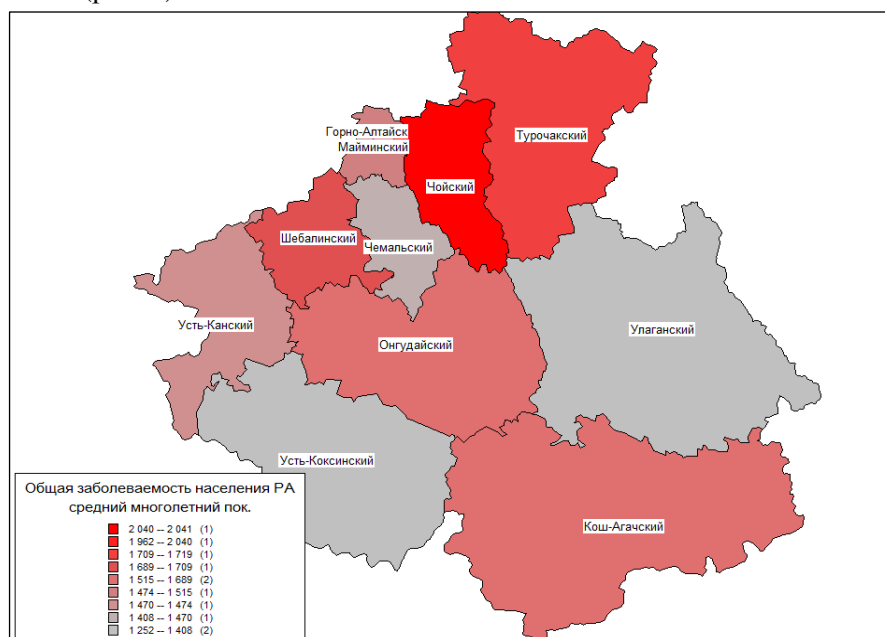 Турочакский
Горно-Алтайск
Майминский
Чойский
Шебалинский
Чемальский
Усть-Канский
Онгудайский
Улаганский
Усть-Коксинский
Кош-Агачский
Общая заболеваемость населения РА
средний многолетний пок.
2 040 -- 2 041 (1)
1 962 -- 2 040 (1)
1 709 -- 1 719 (1)
1 689 -- 1 709 (1)
1 515 -- 1 689 (2)
1 474 -- 1 515 (1)
1 470 -- 1 474 (1)
1 408 -- 1 470 (1)
1 252 -- 1 408 (2)